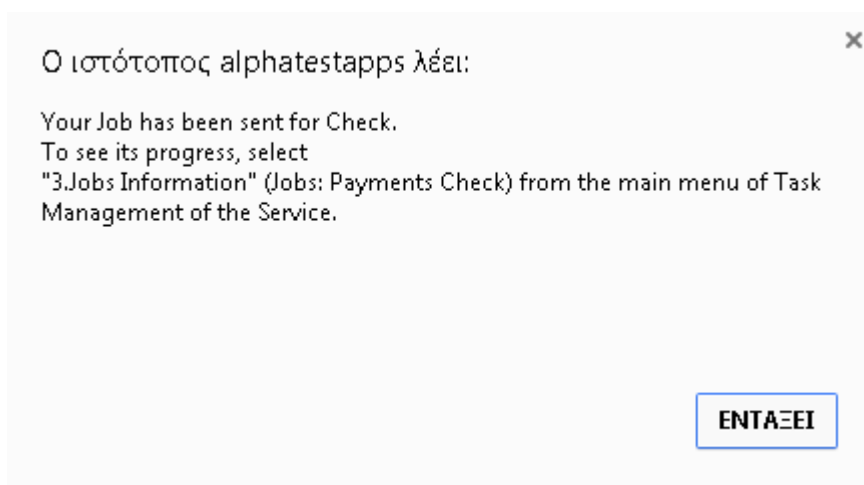 Ο ιστότοπος alphatestapps λέει:
Your Job has been sent for Check.
To see its progress, select
"3.Jobs Information" (Jobs: Payments Check) from the main menu of Task
Management of the Service.
ΕΝΤΑΞΕΙ